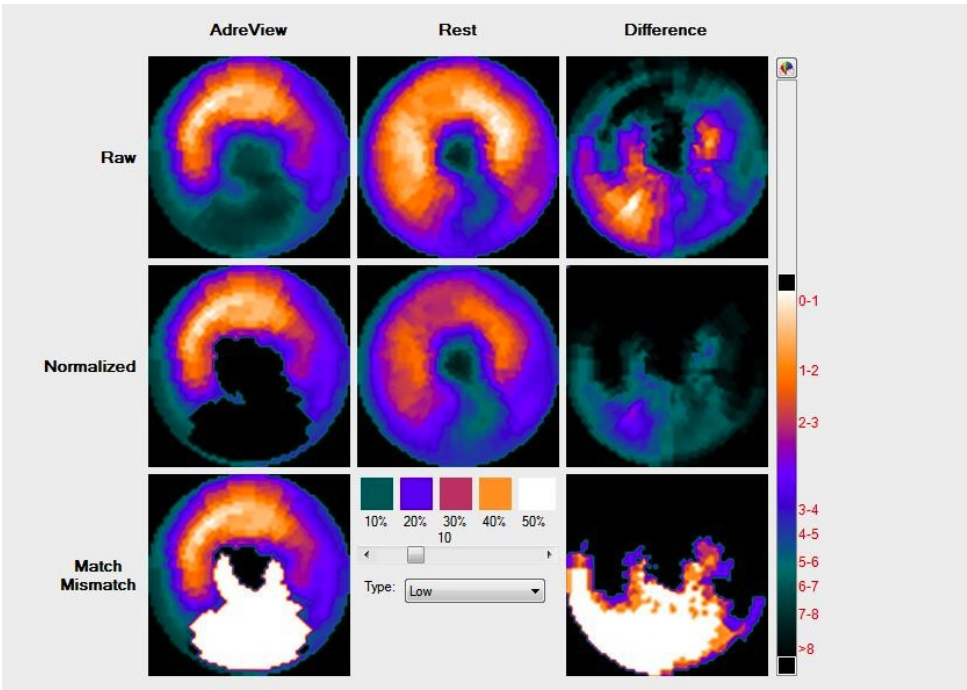 AdreView Rest Difference
Raw
0-1
Normalized
1-2
2-3
10% 20% 30% 40% 50%
10
3-4
4-5
Match
Mismatch
5-6
Type: Low
6-7
7-8
>8